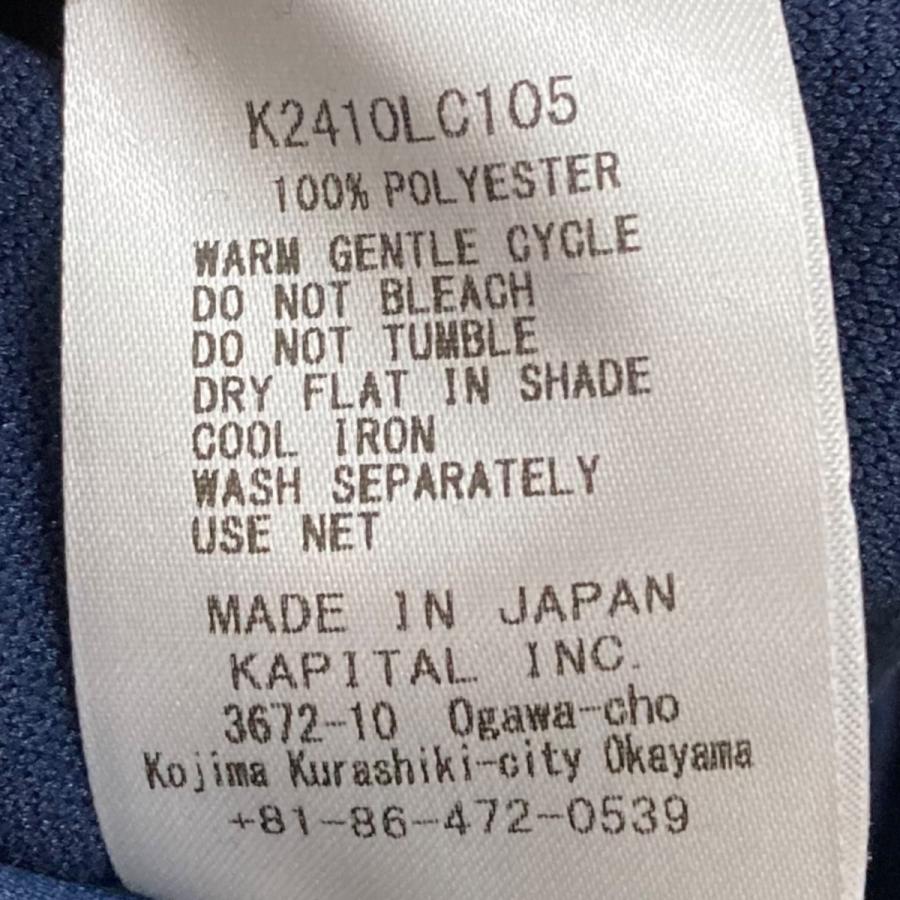 K2410LC105
100% POLYESTER
WARM GENTLE CYCLE
DO NOT BLEACH
DO NOT TUMBLE
DRY FLAT IN SHADE
COOL IRON
WASH SEPARATELY
USE NET
MADE IN JAPAN
KAPITAL INC.
3672-10 Ogawa-cho
Kojima Kurashiki-city Okayama
+81-86-472-0539